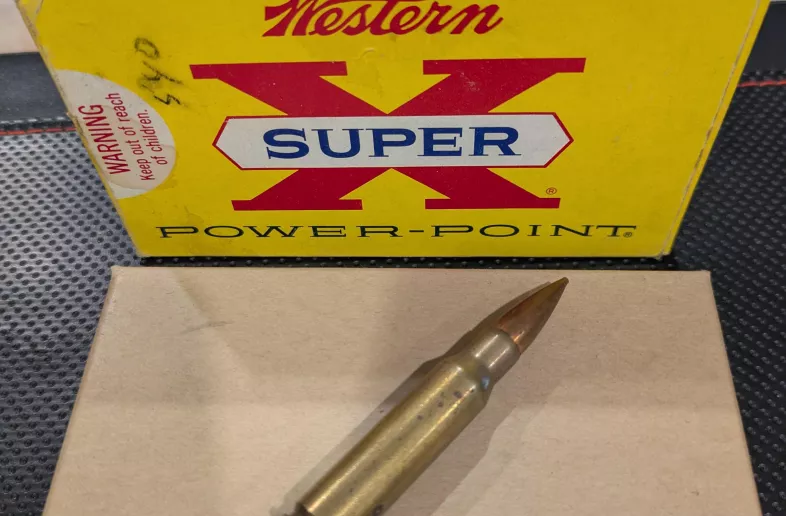 Western
X
SUPER
®
POWER-POINT®
WARNING
Keep out of reach
of children.